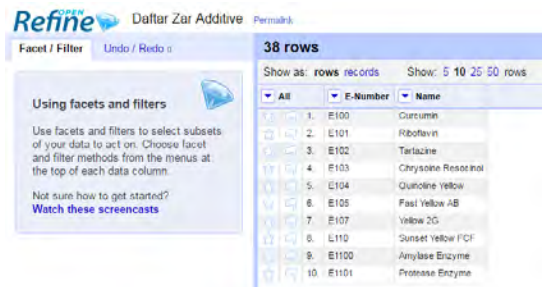 OPEN
Refine Daftar Zar Additive Permalink
Facet / Filter Undo / Redo 0
38 rows
Show as: rows records Show: 5 10 25 50 rows
All E-Number Name
1. E100 Curcumin
2. E101 Riboflavin
3. E102 Tartazine
4. E103 Chrysoine Resorcinol
5. E104 Quinoline Yellow
6. E105 Fast Yellow AB
7. E107 Yellow 2G
8. E110 Sunset Yellow FCF
9. E1100 Amylase Enzyme
10. E1101 Protease Enzyme
Using facets and filters
Use facets and filters to select subsets
of your data to act on. Choose facet
and filter methods from the menus at
the top of each data column.
Not sure how to get started?
Watch these screencasts